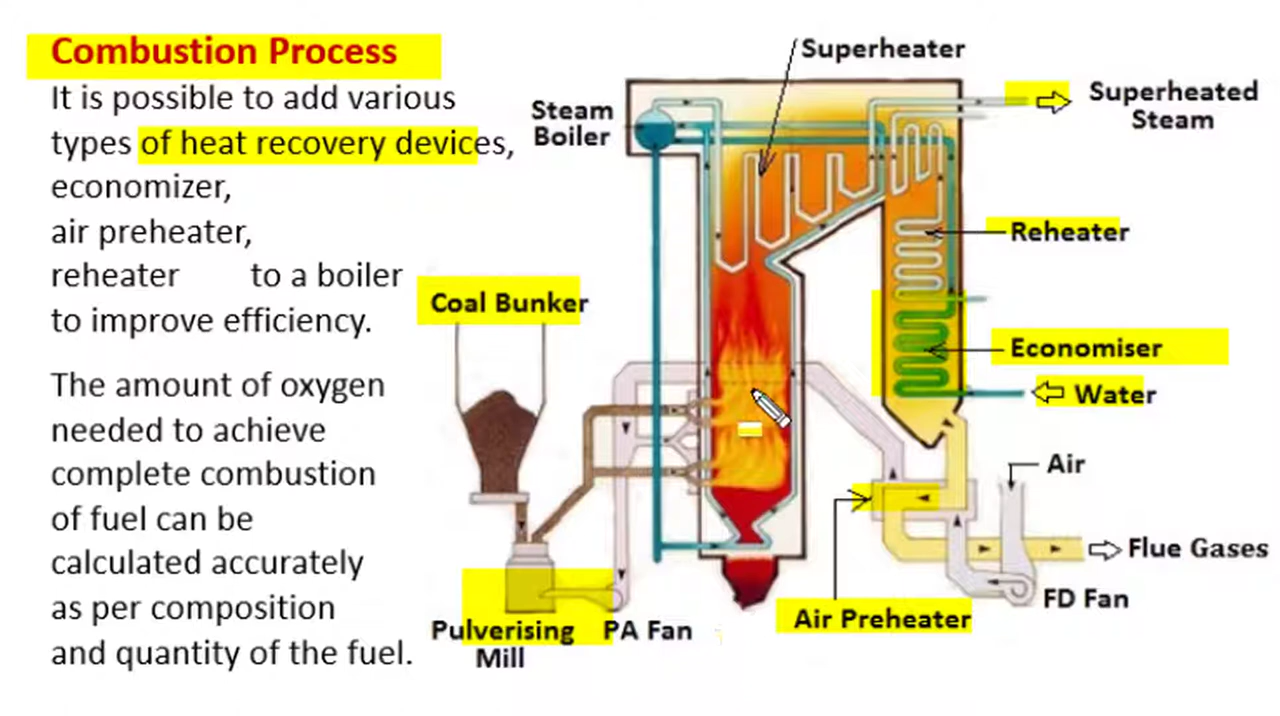 Combustion Process
It is possible to add various
types of heat recovery devices,
economizer,
air preheater,
reheater to a boiler
to improve efficiency.
The amount of oxygen
needed to achieve
complete combustion
of fuel can be
calculated accurately
as per composition
and quantity of the fuel.
Superheater
Steam
Boiler
Superheated
Steam
Reheater
Coal Bunker
Economiser
Water
Air
Flue Gases
FD Fan
Air Preheater
Pulverising
Mill
PA Fan